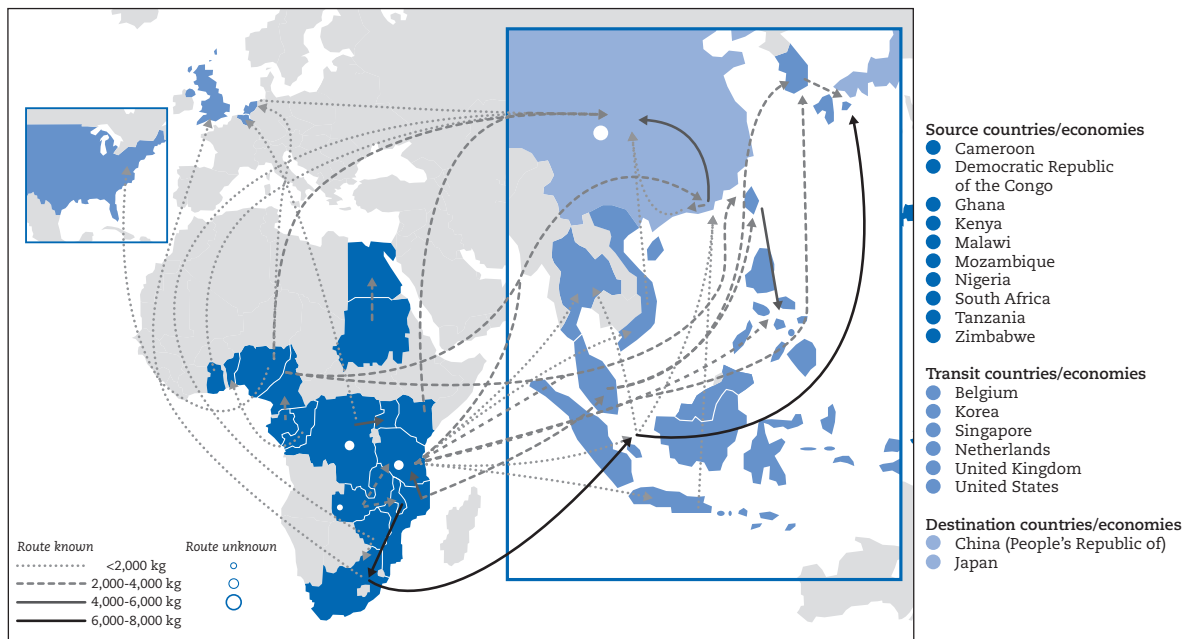 Route known
<2,000 kg
2,000-4,000 kg
4,000-6,000 kg
6,000-8,000 kg
Route unknown
Source countries/economies
Cameroon
Democratic Republic
of the Congo
Ghana
Kenya
Malawi
Mozambique
Nigeria
South Africa
Tanzania
Zimbabwe
Transit countries/economies
Belgium
Korea
Singapore
Netherlands
United Kingdom
United States
Destination countries/economies
China (People's Republic of)
Japan